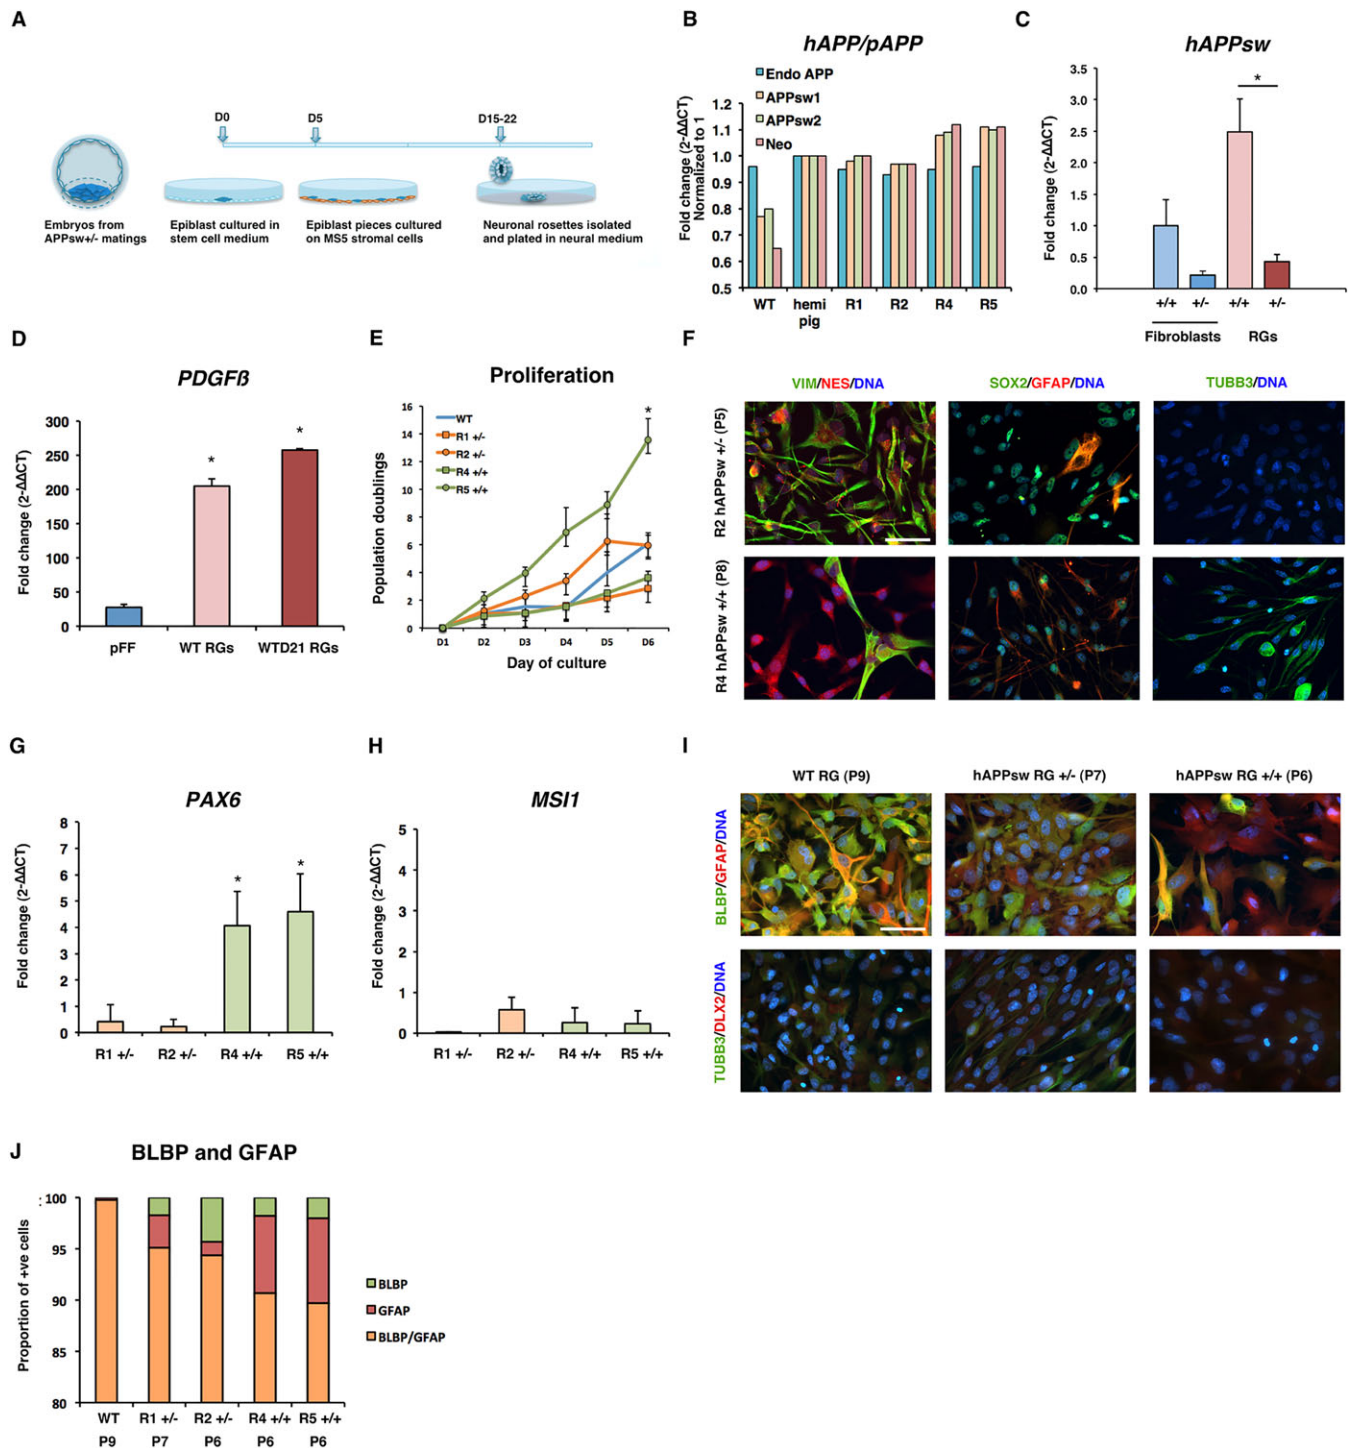 A
D0
D5
D15-22
Embryos from
APPsw+/- matings
Epiblast cultured in
stem cell medium
Epiblast pieces cultured
on MS5 stromal cells
Neuronal rosettes isolated
and plated in neural medium
B
hAPP/pAPP
Endo APP
APPsw1
APPsw2
Neo
Fold change (2-ΔΔCT)
Normalized to 1
1.2
1.1
1.0
0.9
0.8
0.7
0.6
0.5
WT
hemi
pig
R1
R2
R4
R5
C
hAPPsw
Fold change (2-ΔΔCT)
3.5
3.0
2.5
2.0
1.5
1.0
0.5
0.0
*
+/+
+/-
+/+
+/-
Fibroblasts
RGs
D
PDGFß
Fold change (2-ΔΔCT)
300
250
200
150
100
50
0
*
*
pFF
WT RGs
WTD21 RGs
E
Proliferation
Population doublings
16
14
12
10
8
6
4
2
0
WT
R1 +/-
R2 +/-
R4 +/+
R5 +/+
*
D1
D2
D3
D4
D5
D6
Day of culture
F
VIM/NES/DNA
SOX2/GFAP/DNA
TUBB3/DNA
R2 hAPPsw +/- (P5)
R4 hAPPsw +/+ (P8)
G
PAX6
Fold change (2-ΔΔCT)
8
7
6
5
4
3
2
1
0
*
*
R1 +/-
R2 +/-
R4 +/+
R5 +/+
H
MSI1
Fold change (2-ΔΔCT)
5
4
3
2
1
0
R1 +/-
R2 +/-
R4 +/+
R5 +/+
I
WT RG (P9)
hAPPsw RG +/- (P7)
hAPPsw RG +/+ (P6)
BLBP/GFAP/DNA
TUBB3/DLX2/DNA
J
BLBP and GFAP
Proportion of +ve cells
: 100
95
90
85
80
BLBP
GFAP
BLBP/GFAP
WT
R1 +/-
R2 +/-
R4 +/+
R5 +/+
P9
P7
P6
P6
P6